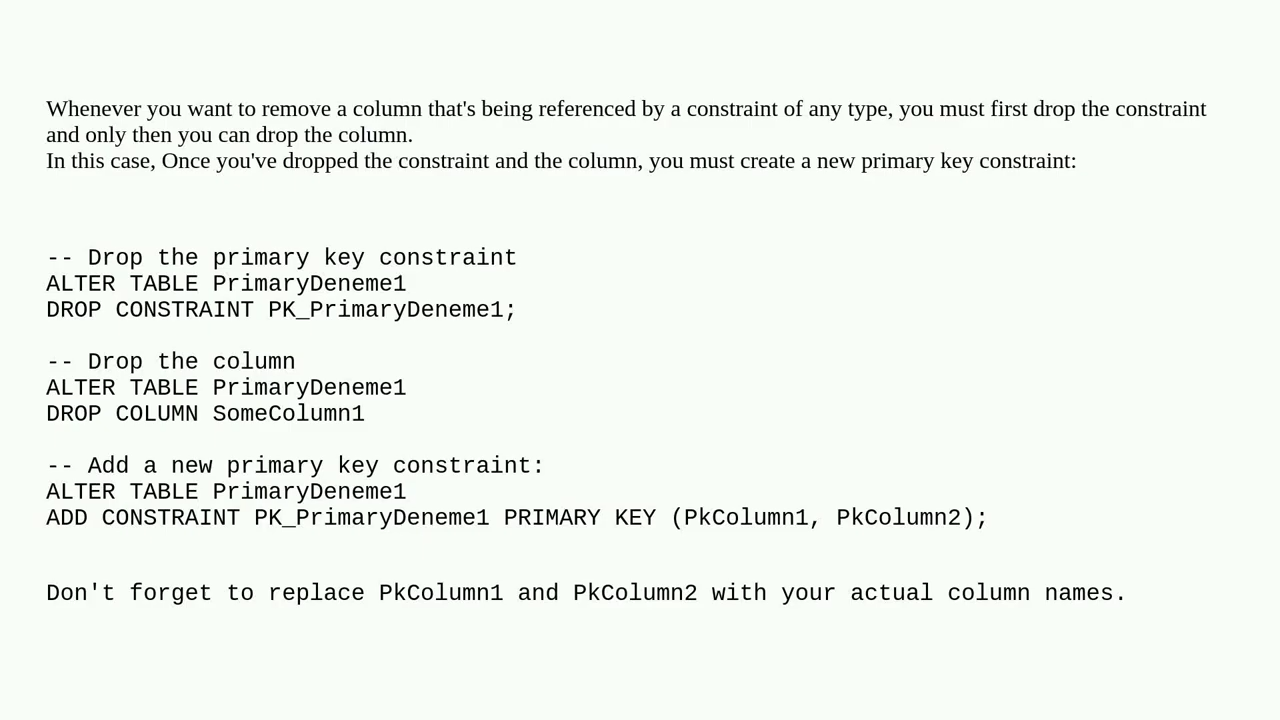 Whenever you want to remove a column that's being referenced by a constraint of any type, you must first drop the constraint
and only then you can drop the column.
In this case, Once you've dropped the constraint and the column, you must create a new primary key constraint:
-- Drop the primary key constraint
ALTER TABLE PrimaryDeneme1
DROP CONSTRAINT PK_PrimaryDeneme1;
-- Drop the column
ALTER TABLE PrimaryDeneme1
DROP COLUMN SomeColumn1
-- Add a new primary key constraint:
ALTER TABLE PrimaryDeneme1
ADD CONSTRAINT PK_PrimaryDeneme1 PRIMARY KEY (PkColumn1, PkColumn2);
Don't forget to replace PkColumn1 and PkColumn2 with your actual column names.